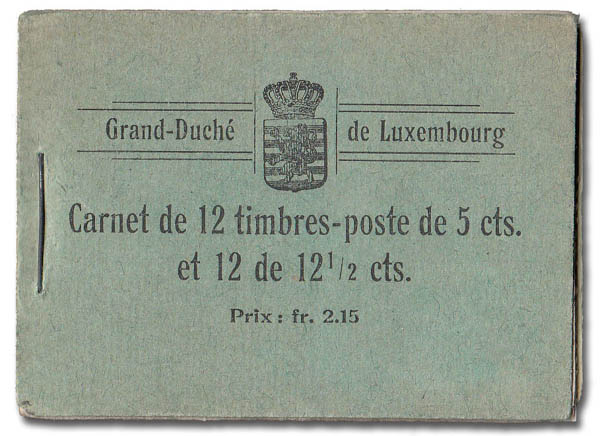 Grand-Duché de Luxembourg
Carnet de 12 timbres-poste de 5 cts.
et 12 de 12 1/2 cts.
Prix : fr. 2.15